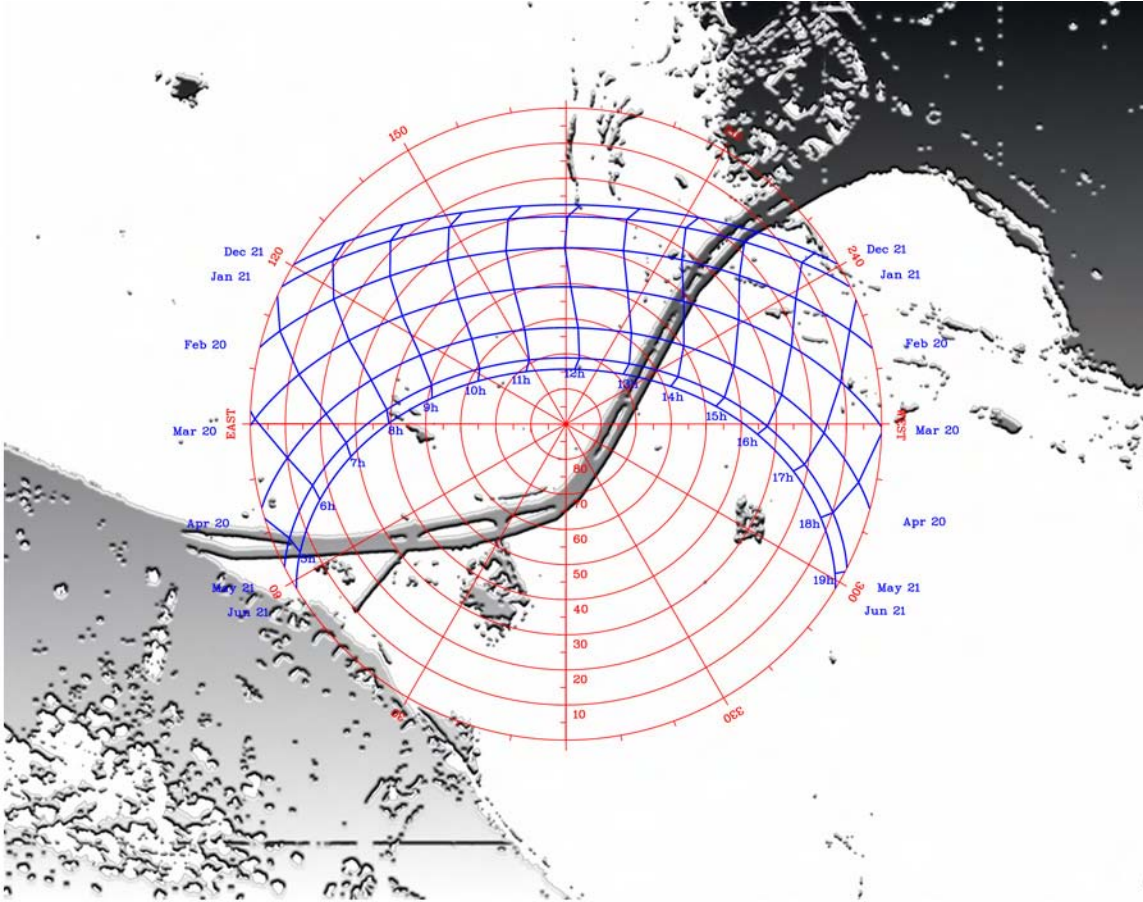 150
Dec 21
120
Jan 21
Dec 21
240
Jan 21
Feb 20
Feb 20
Mar 20
EAST
WEST
Mar 20
12h
13h
11h
10h
14h
9h
15h
8h
16h
7h
80
17h
6h
70
Apr 20
18h
Apr 20
60
5h
50
19h
May 21
60
300
May 21
Jun 21
40
Jun 21
30
20
10
330